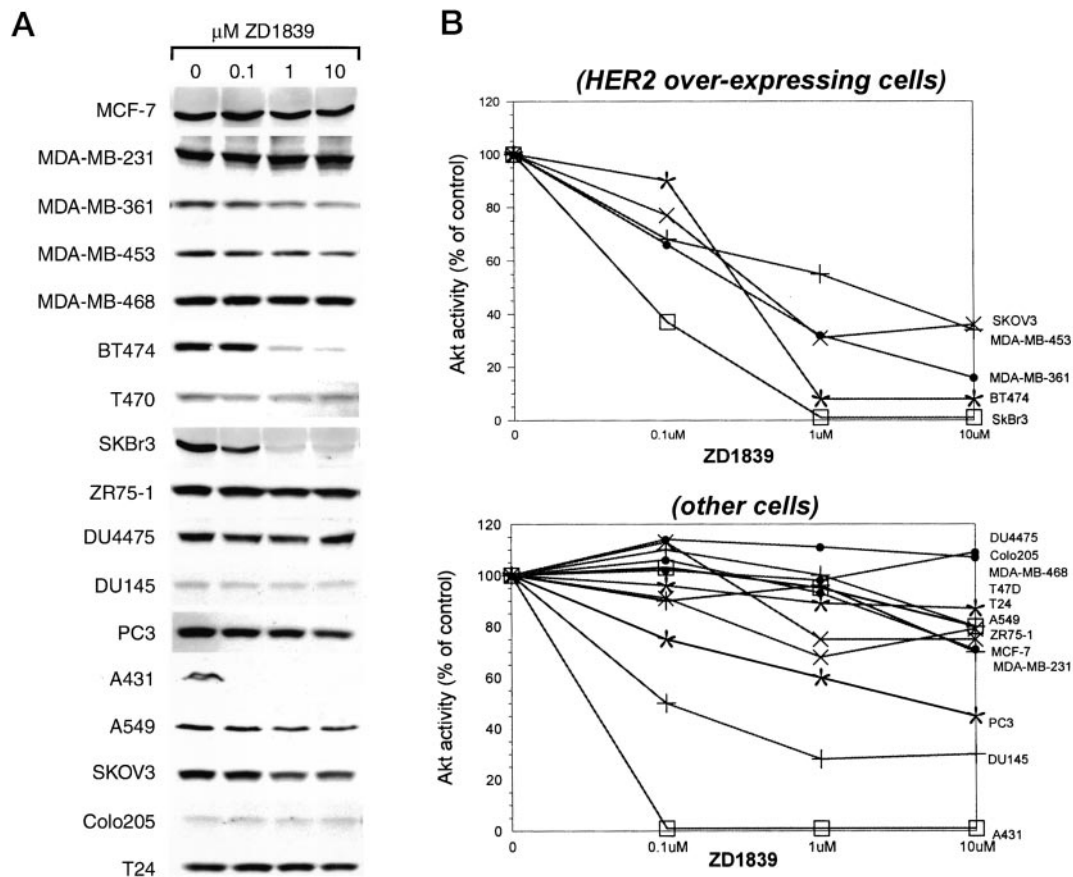 A
μM ZD1839
0 0.1 1 10
MCF-7
MDA-MB-231
MDA-MB-361
MDA-MB-453
MDA-MB-468
BT474
T470
SKBr3
ZR75-1
DU4475
DU145
PC3
A431
A549
SKOV3
Colo205
T24
B
(HER2 over-expressing cells)
Akt activity (% of control)
120
100
80
60
40
20
0
0 0.1uM 1uM 10uM
ZD1839
SKOV3
MDA-MB-453
MDA-MB-361
BT474
SkBr3
(other cells)
Akt activity (% of control)
120
100
80
60
40
20
0
0 0.1uM 1uM 10uM
ZD1839
DU4475
Colo205
MDA-MB-468
T47D
T24
A549
ZR75-1
MCF-7
MDA-MB-231
PC3
DU145
A431